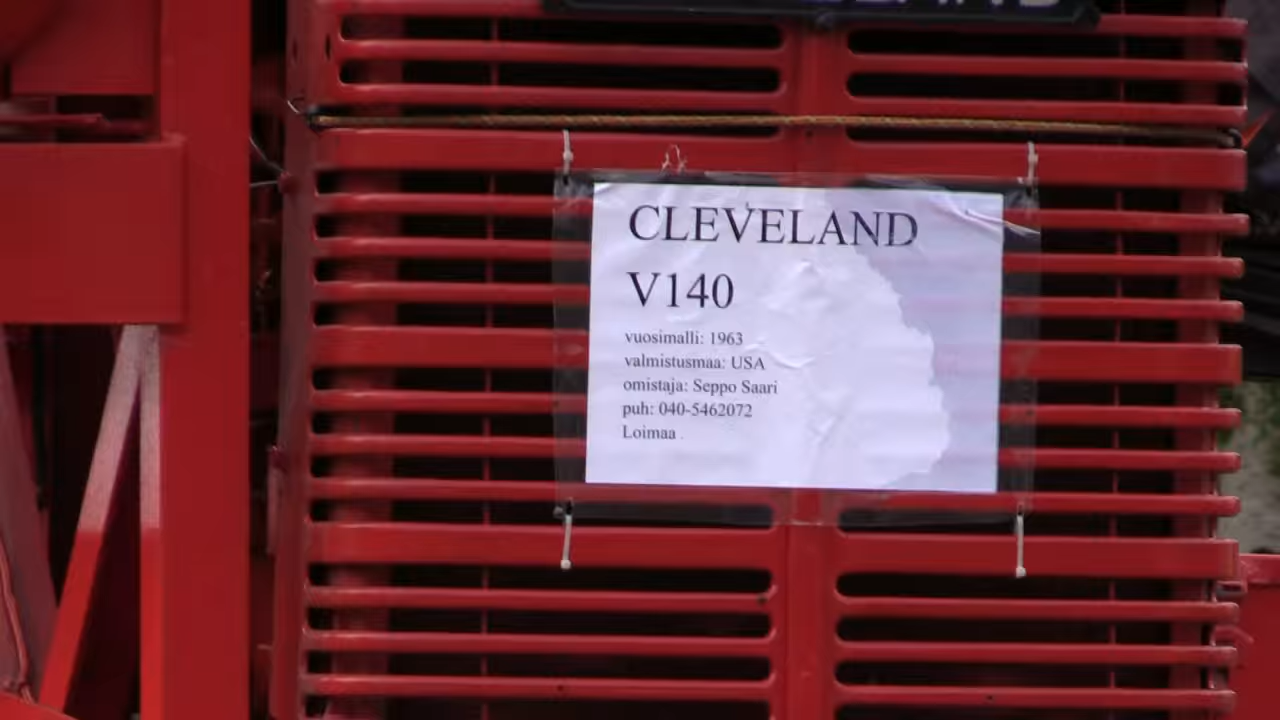 CLEVELAND
V140
vuosimalli: 1963
valmistusmaa: USA
omistaja: Seppo Saari
puh: 040-5462072
Loimaa